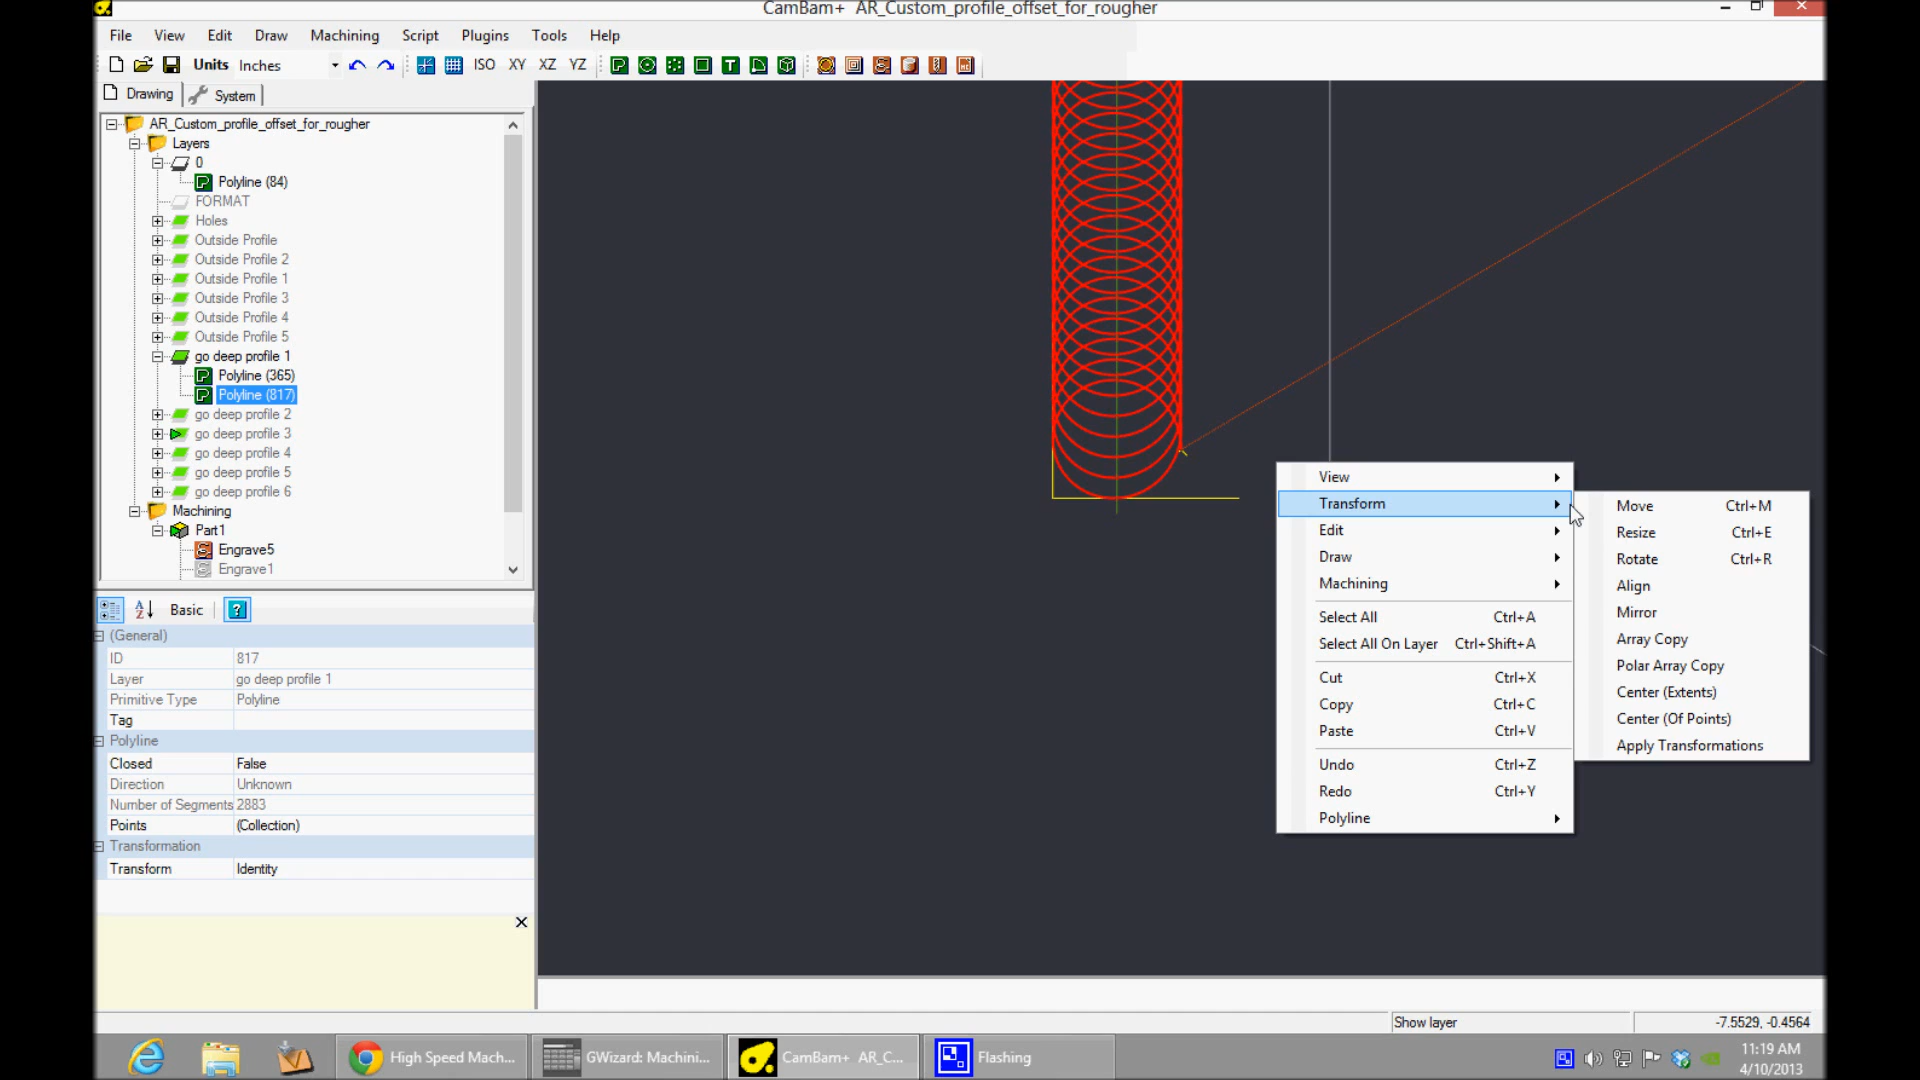 CamBam+ AR_Custom_profile_offset_for_rougher
File View Edit Draw Machining Script Plugins Tools Help
Units Inches ISO XY XZ YZ
Drawing System
AR_Custom_profile_offset_for_rougher
Layers
0
Polyline (84)
FORMAT
Holes
Outside Profile
Outside Profile 2
Outside Profile 1
Outside Profile 3
Outside Profile 4
Outside Profile 5
go deep profile 1
Polyline (365)
Polyline (817)
go deep profile 2
go deep profile 3
go deep profile 4
go deep profile 5
go deep profile 6
Machining
Part1
Engrave5
Engrave1
Basic
(General)
ID 817
Layer go deep profile 1
Primitive Type Polyline
Tag
Polyline
Closed False
Direction Unknown
Number of Segments 2883
Points (Collection)
Transformation
Transform Identity
View
Transform
Edit
Draw
Machining
Select All Ctrl+A
Select All On Layer Ctrl+Shift+A
Cut Ctrl+X
Copy Ctrl+C
Paste Ctrl+V
Undo Ctrl+Z
Redo Ctrl+Y
Polyline
Move Ctrl+M
Resize Ctrl+E
Rotate Ctrl+R
Align
Mirror
Array Copy
Polar Array Copy
Center (Extents)
Center (Of Points)
Apply Transformations
Show layer -7.5529, -0.4564
High Speed Mach... GWizard: Machini... CamBam+ AR_C... Flashing
11:19 AM
4/10/2013